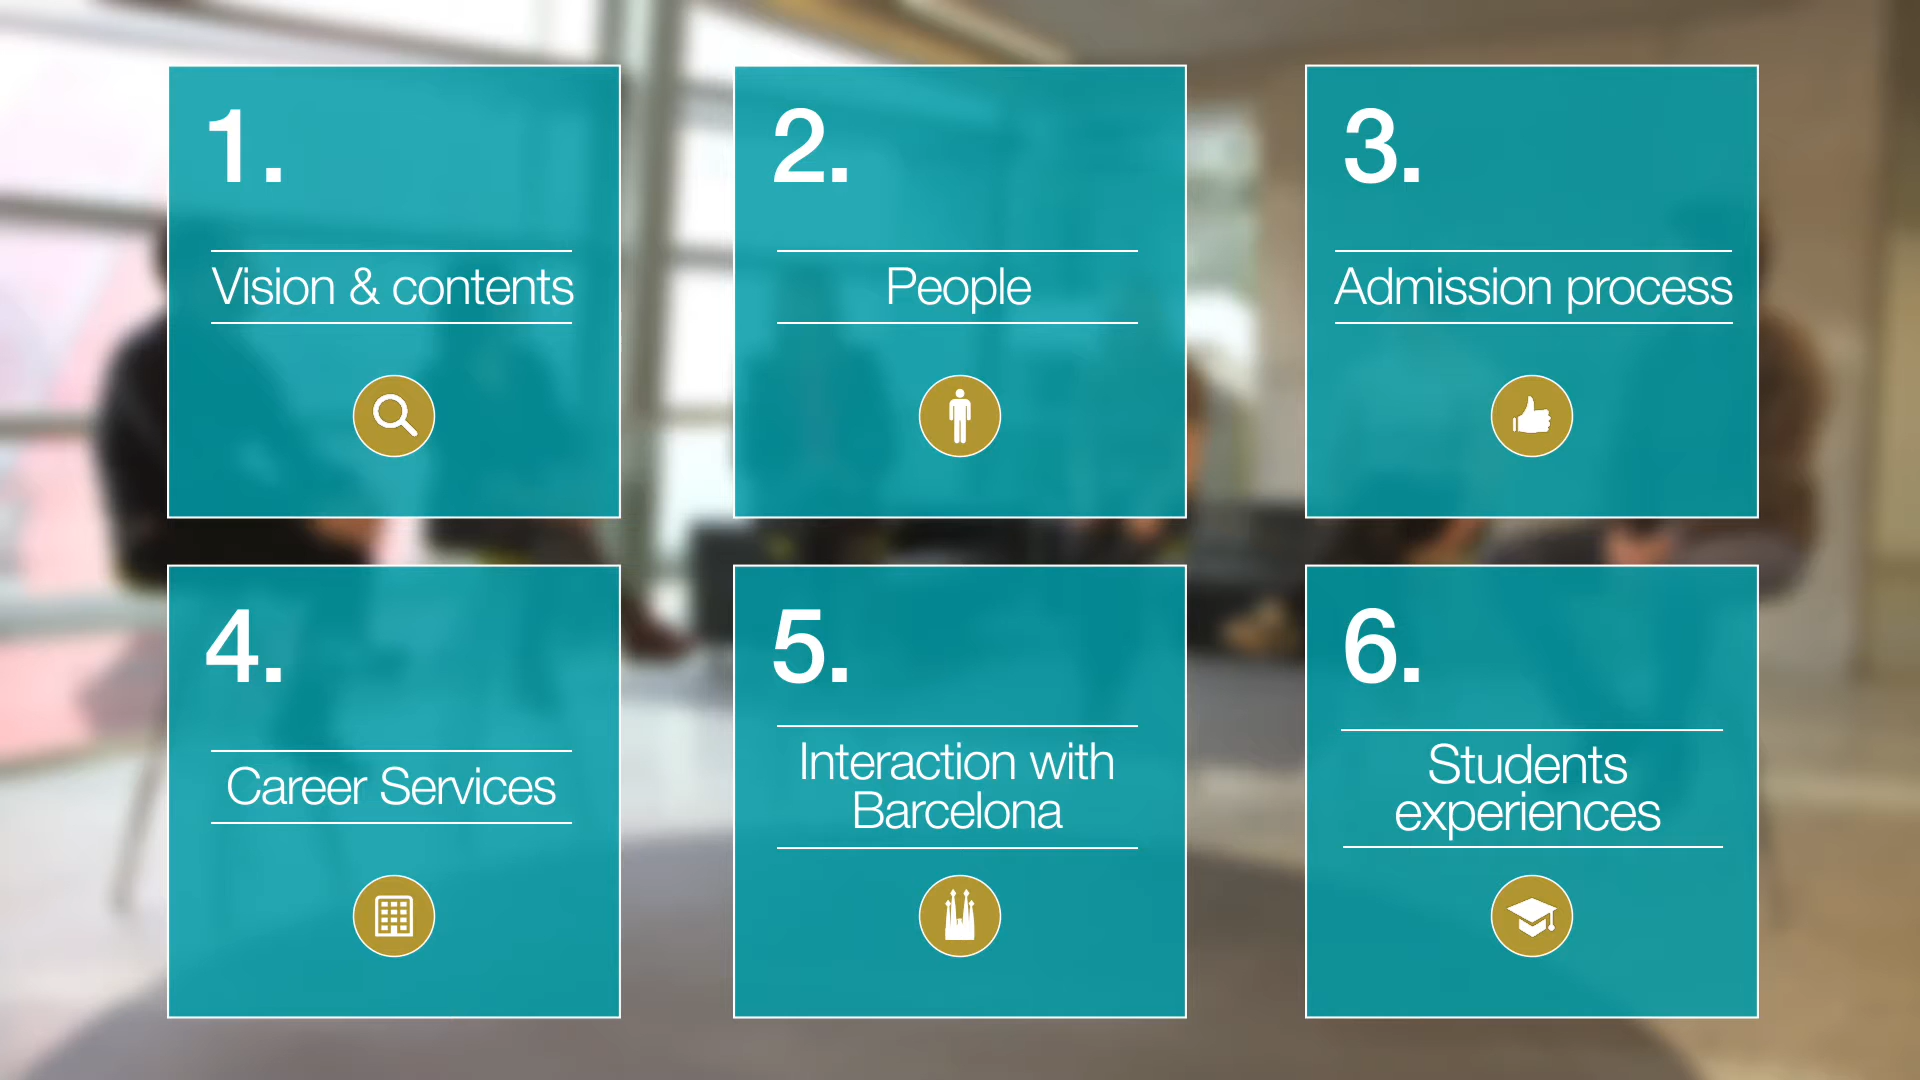 1.
Vision & contents
2.
People
3.
Admission process
4.
Career Services
5.
Interaction with
Barcelona
6.
Students
experiences